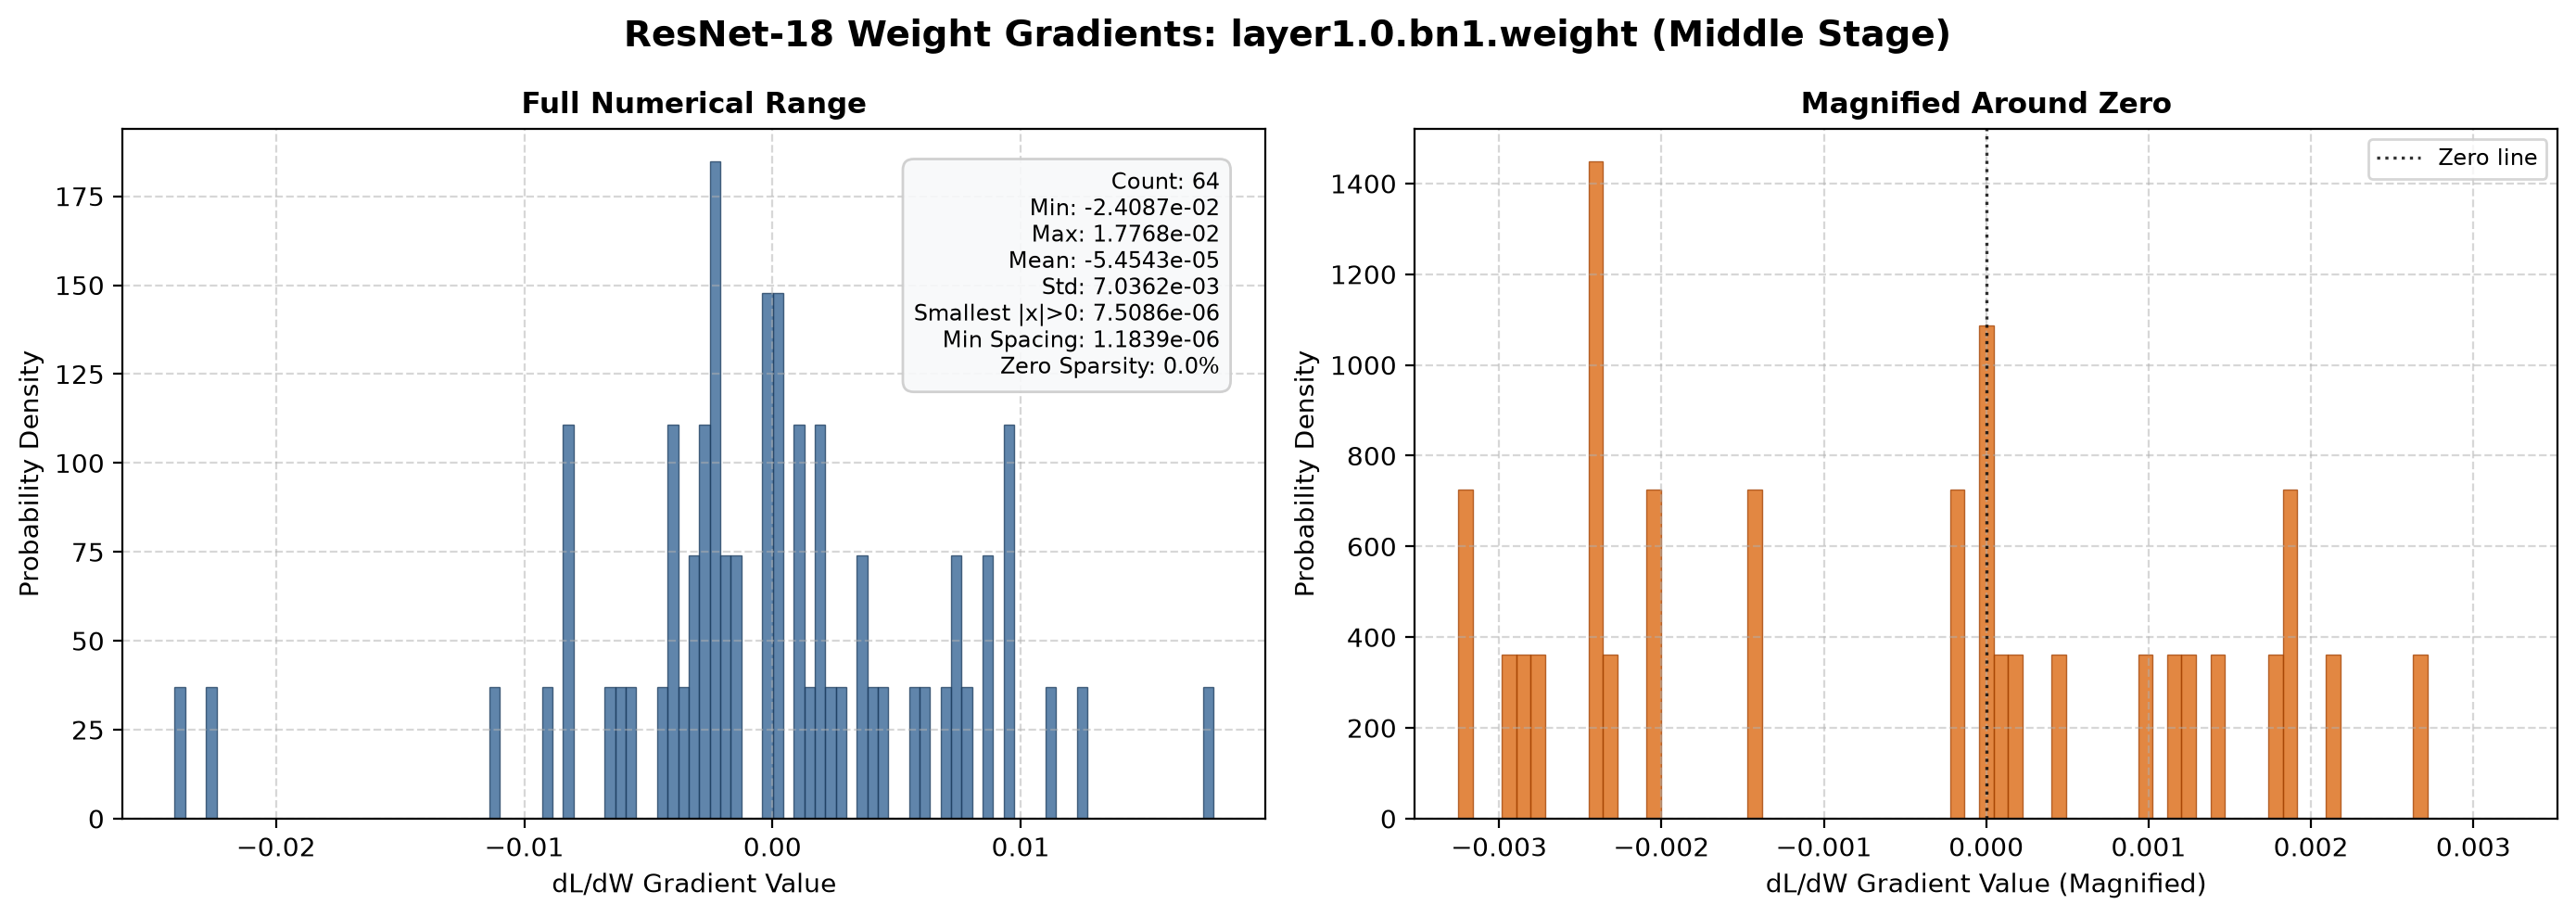 ResNet-18 Weight Gradients: layer1.0.bn1.weight (Middle Stage)
Full Numerical Range
Probability Density
175
150
125
100
75
50
25
0
Count: 64
Min: -2.4087e-02
Max: 1.7768e-02
Mean: -5.4543e-05
Std: 7.0362e-03
Smallest |x|>0: 7.5086e-06
Min Spacing: 1.1839e-06
Zero Sparsity: 0.0%
−0.02 −0.01 0.00 0.01
dL/dW Gradient Value
Magnified Around Zero
Probability Density
1400
1200
1000
800
600
400
200
0
Zero line
−0.003 −0.002 −0.001 0.000 0.001 0.002 0.003
dL/dW Gradient Value (Magnified)